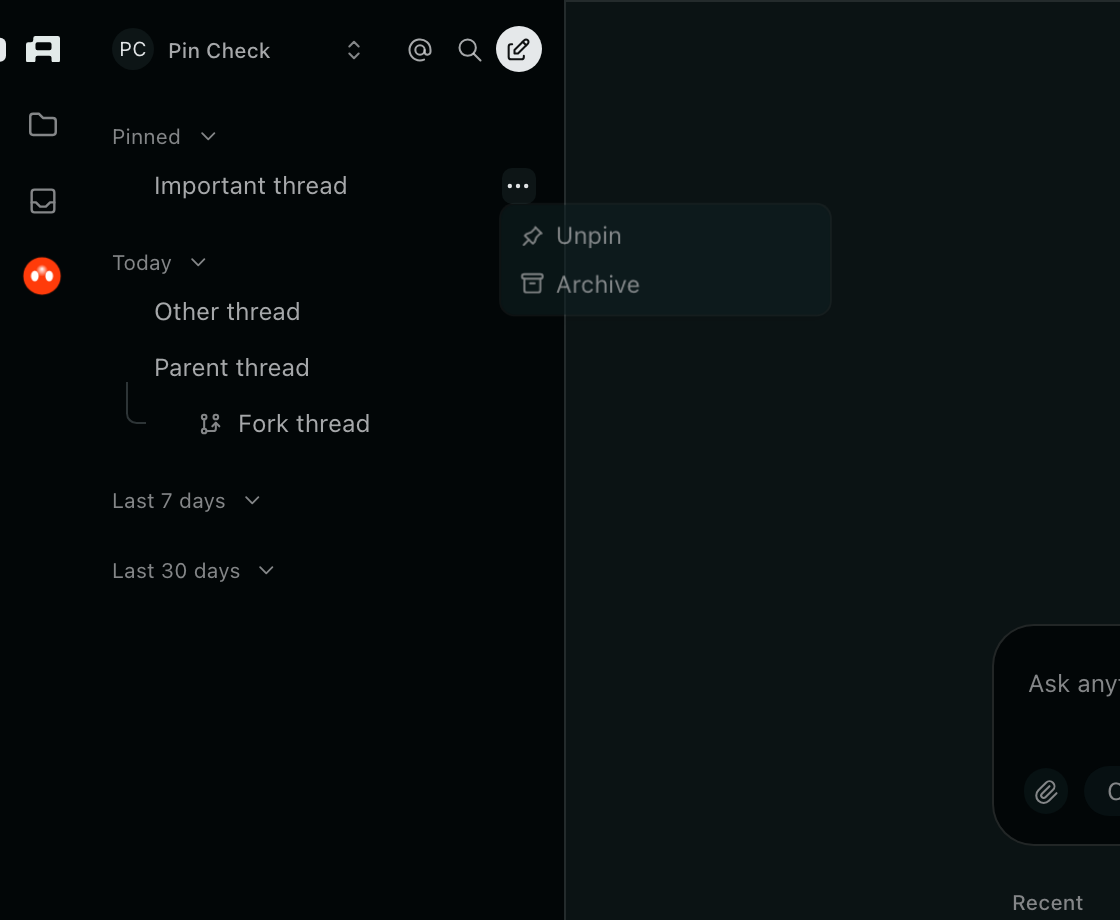 PC Pin Check
Pinned
Important thread
Unpin
Archive
Today
Other thread
Parent thread
Fork thread
Last 7 days
Last 30 days
Ask any
Recent